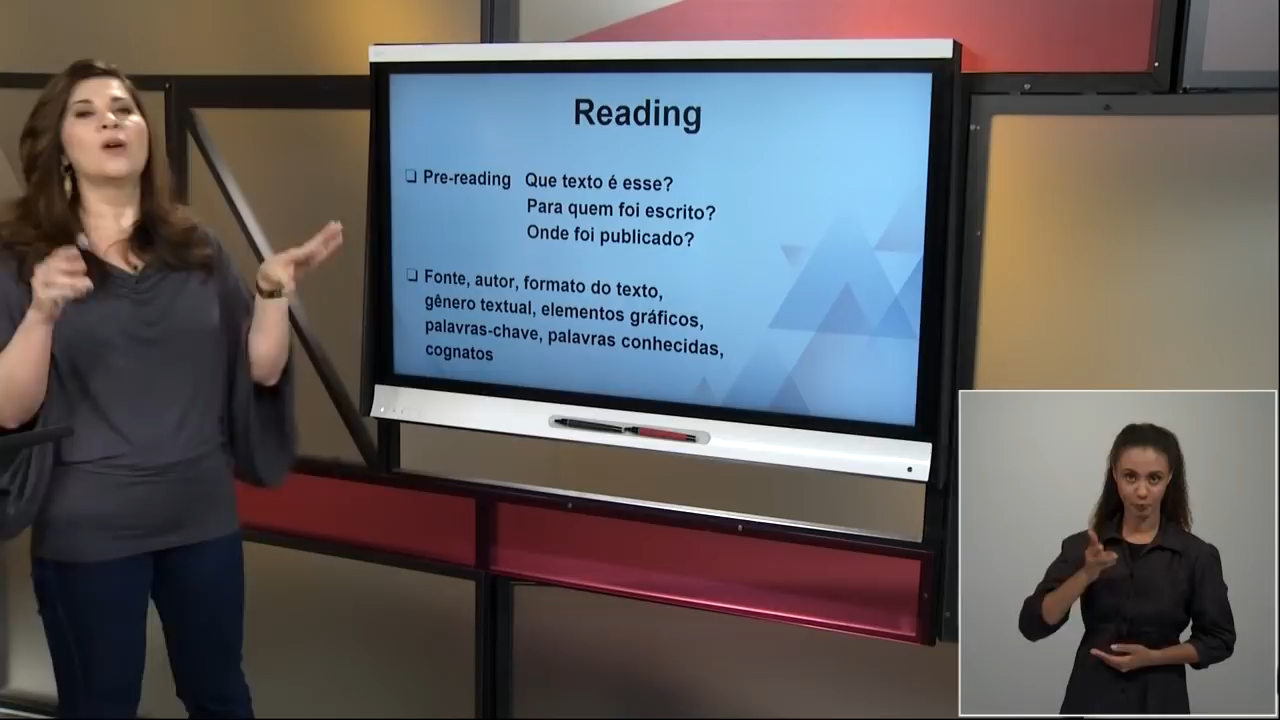 Reading
❑ Pre-reading Que texto é esse?
Para quem foi escrito?
Onde foi publicado?
❑ Fonte, autor, formato do texto,
gênero textual, elementos gráficos,
palavras-chave, palavras conhecidas,
cognatos